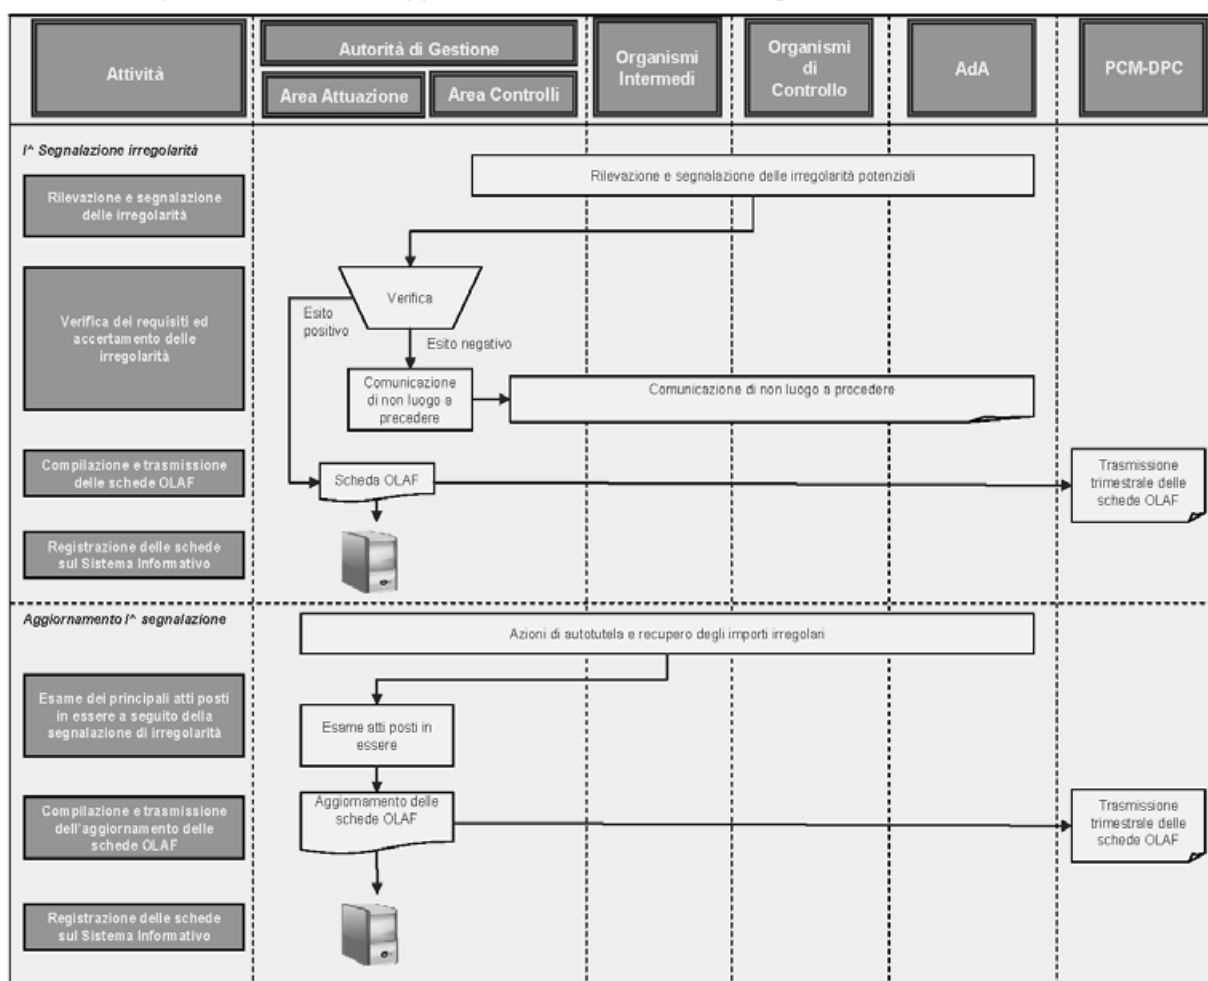 Attività
Autorità di Gestione
Area Attuazione
Area Controlli
Organismi
Intermedi
Organismi
di
Controllo
AdA
PCM-DPC
I^ Segnalazione irregolarità
Rilevazione e segnalazione
delle irregolarità
Rilevazione e segnalazione delle irregolarità potenziali
Verifica dei requisiti ed
accertamento delle
irregolarità
Verifica
Esito
positivo
Esito negativo
Comunicazione
di non luogo a
precedere
Comunicazione di non luogo a procedere
Compilazione e trasmissione
delle schede OLAF
Scheda OLAF
Trasmissione
trimestrale delle
schede OLAF
Registrazione delle schede
sul Sistema Informativo
Aggiornamento I^ segnalazione
Azioni di autotutela e recupero degli importi irregolari
Esame dei principali atti posti
in essere a seguito della
segnalazione di irregolarità
Esame atti posti in
essere
Compilazione e trasmissione
dell'aggiornamento delle
schede OLAF
Aggiornamento delle
schede OLAF
Trasmissione
trimestrale delle
schede OLAF
Registrazione delle schede
sul Sistema Informativo